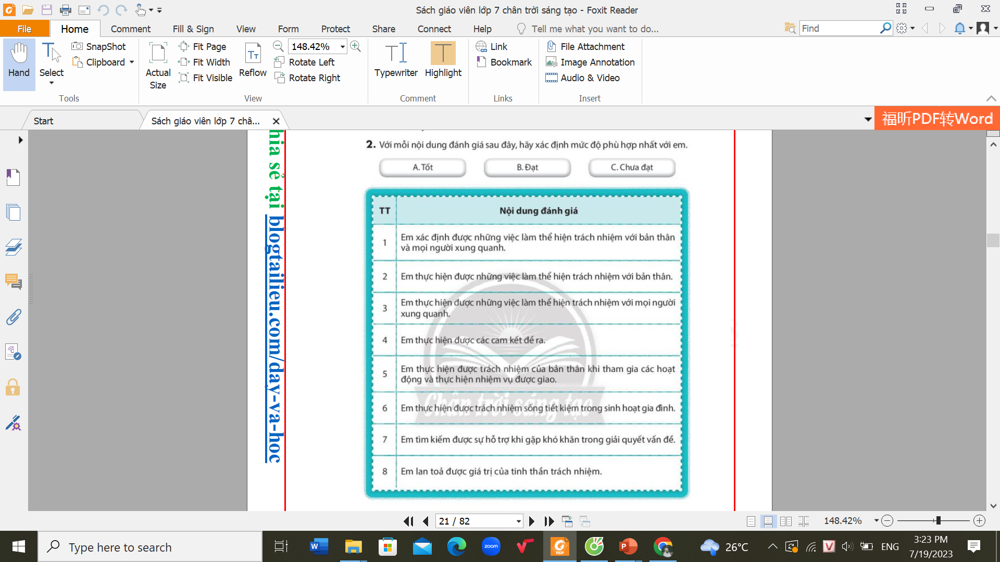 Sách giáo viên lớp 7 chân trời sáng tạo - Foxit Reader
File Home Comment Fill & Sign View Form Protect Share Connect Help Tell me what you want to do... Find
Hand
Select
SnapShot
Clipboard
Tools
Actual Size
Fit Page
Fit Width
Fit Visible
Reflow
148.42%
Rotate Left
Rotate Right
View
Typewriter
Highlight
Comment
Link
Bookmark
Links
File Attachment
Image Annotation
Audio & Video
Insert
Start
Sách giáo viên lớp 7 châ...
福昕PDF转Word
hia sẻ tại blogtailieu.com/day-va-hoc
2. Với mỗi nội dung đánh giá sau đây, hãy xác định mức độ phù hợp nhất với em.
A. Tốt B. Đạt C. Chưa đạt
TT Nội dung đánh giá
1 Em xác định được những việc làm thể hiện trách nhiệm với bản thân
và mọi người xung quanh.
2 Em thực hiện được những việc làm thể hiện trách nhiệm với bản thân.
3 Em thực hiện được những việc làm thể hiện trách nhiệm với mọi người
xung quanh.
4 Em thực hiện được các cam kết đề ra.
5 Em thực hiện được trách nhiệm của bản thân khi tham gia các hoạt
động và thực hiện nhiệm vụ được giao.
6 Em thực hiện được trách nhiệm sống tiết kiệm trong sinh hoạt gia đình.
7 Em tìm kiếm được sự hỗ trợ khi gặp khó khăn trong giải quyết vấn đề.
8 Em lan toả được giá trị của tinh thần trách nhiệm.
Chân trời sáng tạo
21 / 82
148.42%
Type here to search
zoom
26°C
ENG
3:23 PM
7/19/2023